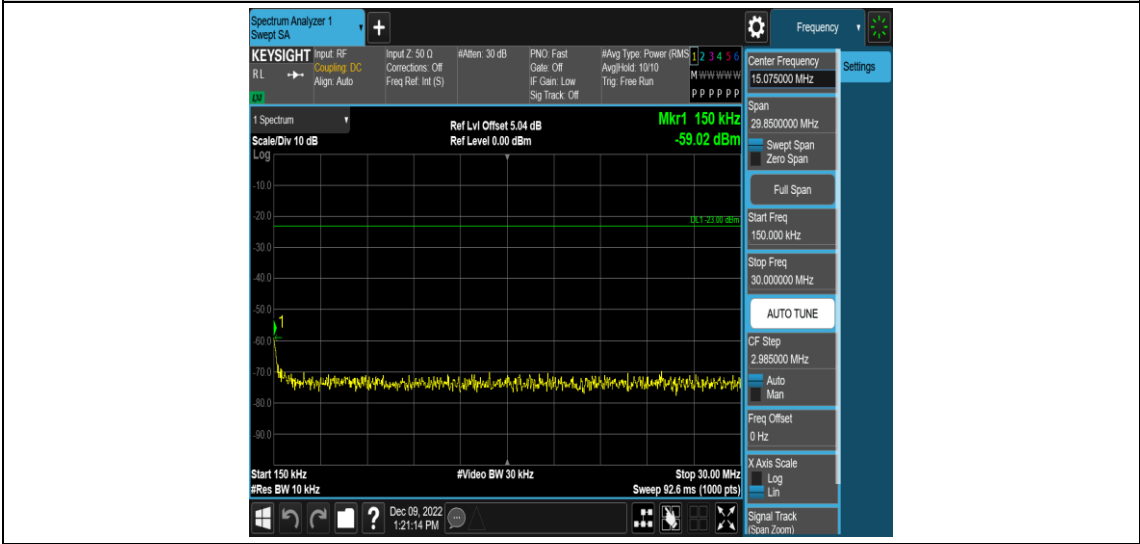 Spectrum Analyzer 1
Swept SA
+
Frequency
KEYSIGHT
RL
Input: RF
Coupling: DC
Align: Auto
Input Z: 50 Ω
Corrections: Off
Freq Ref: Int (S)
#Atten: 30 dB
PNO: Fast
Gate: Off
IF Gain: Low
Sig Track: Off
#Avg Type: Power (RMS
Avg|Hold: 10/10
Trig: Free Run
1 2 3 4 5 6
M W W W W W
P P P P P P
1 Spectrum
Scale/Div 10 dB
Log
Ref Lvl Offset 5.04 dB
Ref Level 0.00 dBm
Mkr1 150 kHz
-59.02 dBm
-10.0
-20.0
DL1 -23.00 dBm
-30.0
-40.0
-50.0
1
-60.0
-70.0
-80.0
-90.0
Start 150 kHz
#Video BW 30 kHz
Stop 30.00 MHz
#Res BW 10 kHz
Sweep 92.6 ms (1000 pts)
?
Dec 09, 2022
1:21:14 PM
Center Frequency
15.075000 MHz
Settings
Span
29.8500000 MHz
Swept Span
Zero Span
Full Span
Start Freq
150.000 kHz
Stop Freq
30.000000 MHz
AUTO TUNE
CF Step
2.985000 MHz
Auto
Man
Freq Offset
0 Hz
X Axis Scale
Log
Lin
Signal Track
(Span Zoom)